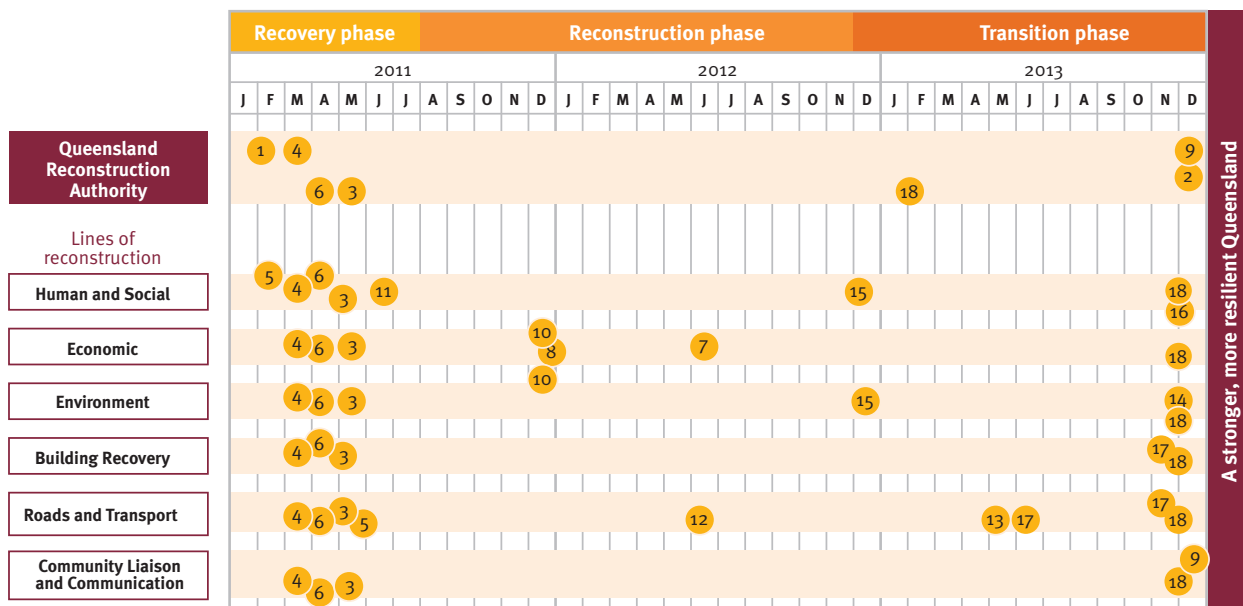 Recovery phase Reconstruction phase Transition phase
2011 2012 2013
J F M A M J J A S O N D J F M A M J J A S O N D J F M A M J J A S O N D
Queensland
Reconstruction
Authority
1 4 9
2
6 3 18
Lines of
reconstruction
Human and Social
5 6
4 3 11 15 18
16
Economic
4 6 3 10 8 7 18
10
Environment
4 6 3 15 14
18
Building Recovery
4 6 3 17 18
Roads and Transport
4 6 3 5 12 13 17 17 18
Community Liaison
and Communication
4 6 3 18 9
A stronger, more resilient Queensland